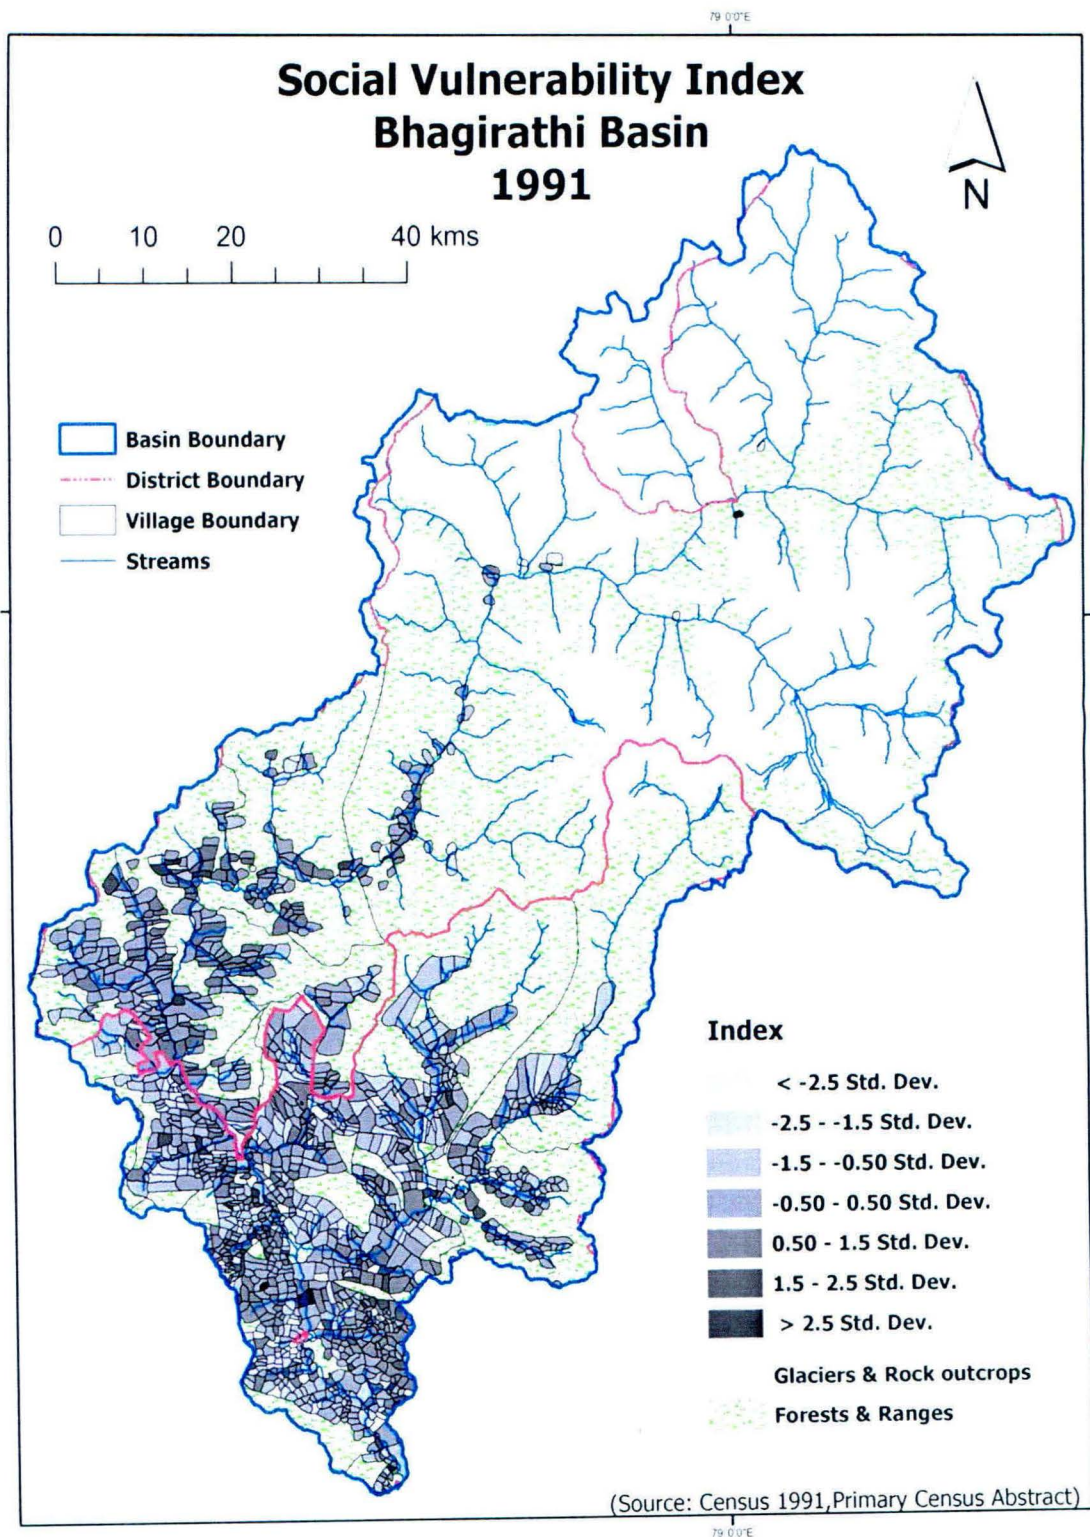 79 0'0"E
Social Vulnerability Index
Bhagirathi Basin
1991
N
0 10 20 40 kms
Basin Boundary
District Boundary
Village Boundary
Streams
Index
< -2.5 Std. Dev.
-2.5 - -1.5 Std. Dev.
-1.5 - -0.50 Std. Dev.
-0.50 - 0.50 Std. Dev.
0.50 - 1.5 Std. Dev.
1.5 - 2.5 Std. Dev.
> 2.5 Std. Dev.
Glaciers & Rock outcrops
Forests & Ranges
(Source: Census 1991,Primary Census Abstract)
79 0'0"E